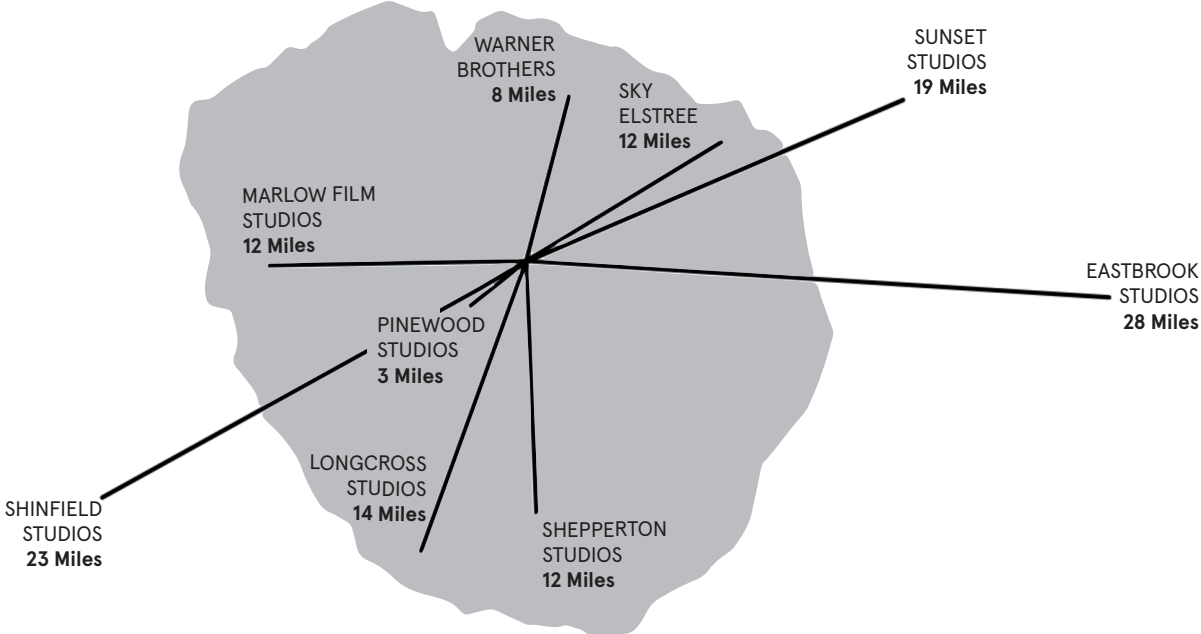 WARNER
BROTHERS
8 Miles
SKY
ELSTREE
12 Miles
SUNSET
STUDIOS
19 Miles
MARLOW FILM
STUDIOS
12 Miles
EASTBROOK
STUDIOS
28 Miles
PINEWOOD
STUDIOS
3 Miles
LONGCROSS
STUDIOS
14 Miles
SHINFIELD
STUDIOS
23 Miles
SHEPPERTON
STUDIOS
12 Miles